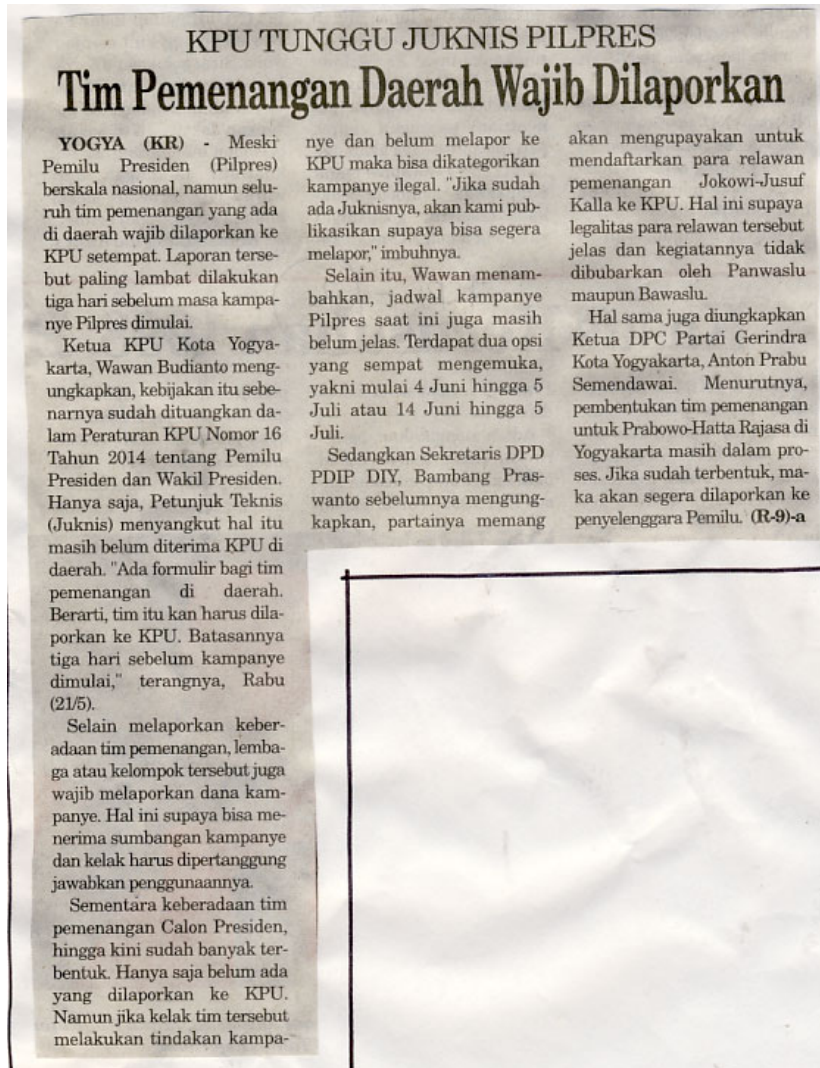 KPU TUNGGU JUKNIS PILPRES
Tim Pemenangan Daerah Wajib Dilaporkan
YOGYA (KR) - Meski
Pemilu Presiden (Pilpres)
berskala nasional, namun selu-
ruh tim pemenangan yang ada
di daerah wajib dilaporkan ke
KPU setempat. Laporan terse-
but paling lambat dilakukan
tiga hari sebelum masa kampa-
nye Pilpres dimulai.
Ketua KPU Kota Yogya-
karta, Wawan Budianto meng-
ungkapkan, kebijakan itu sebe-
narnya sudah dituangkan da-
lam Peraturan KPU Nomor 16
Tahun 2014 tentang Pemilu
Presiden dan Wakil Presiden.
Hanya saja, Petunjuk Teknis
(Juknis) menyangkut hal itu
masih belum diterima KPU di
daerah. "Ada formulir bagi tim
pemenangan di daerah.
Berarti, tim itu kan harus dila-
porkan ke KPU. Batasannya
tiga hari sebelum kampanye
dimulai," terangnya, Rabu
(21/5).
Selain melaporkan keber-
adaan tim pemenangan, lemba-
ga atau kelompok tersebut juga
wajib melaporkan dana kam-
panye. Hal ini supaya bisa me-
nerima sumbangan kampanye
dan kelak harus dipertanggung
jawabkan penggunaannya.
Sementara keberadaan tim
pemenangan Calon Presiden,
hingga kini sudah banyak ter-
bentuk. Hanya saja belum ada
yang dilaporkan ke KPU.
Namun jika kelak tim tersebut
melakukan tindakan kampa-
nye dan belum melapor ke
KPU maka bisa dikategorikan
kampanye ilegal. "Jika sudah
ada Juknisnya, akan kami pub-
likasikan supaya bisa segera
melapor," imbuhnya.
Selain itu, Wawan menam-
bahkan, jadwal kampanye
Pilpres saat ini juga masih
belum jelas. Terdapat dua opsi
yang sempat mengemuka,
yakni mulai 4 Juni hingga 5
Juli atau 14 Juni hingga 5
Juli.
Sedangkan Sekretaris DPD
PDIP DIY, Bambang Pras-
wanto sebelumnya mengung-
kapkan, partainya memang
akan mengupayakan untuk
mendaftarkan para relawan
pemenangan Jokowi-Jusuf
Kalla ke KPU. Hal ini supaya
legalitas para relawan tersebut
jelas dan kegiatannya tidak
dibubarkan oleh Panwaslu
maupun Bawaslu.
Hal sama juga diungkapkan
Ketua DPC Partai Gerindra
Kota Yogyakarta, Anton Prabu
Semendawai. Menurutnya,
pembentukan tim pemenangan
untuk Prabowo-Hatta Rajasa di
Yogyakarta masih dalam pro-
ses. Jika sudah terbentuk, ma-
ka akan segera dilaporkan ke
penyelenggara Pemilu. (R-9)-a